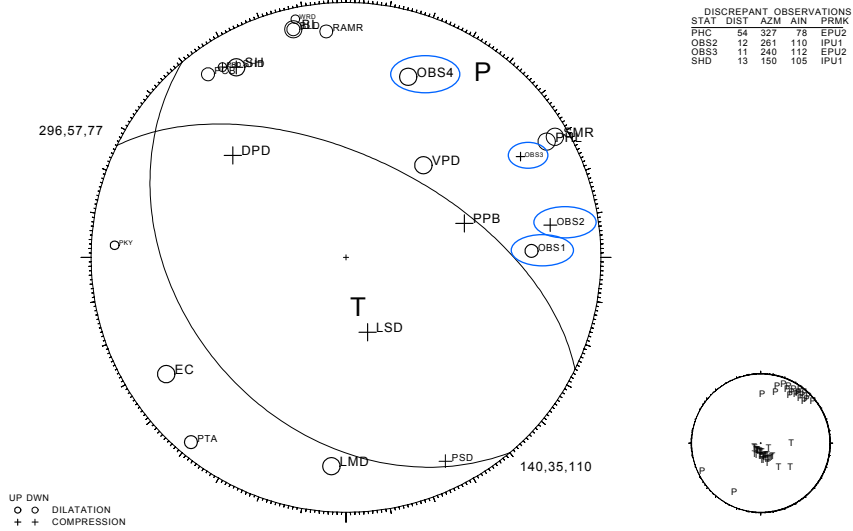 DISCREPANT OBSERVATIONS
STAT DIST AZM AIN PRMK
PHC 54 327 78 EPU2
OBS2 12 261 110 IPU1
OBS3 11 240 112 EPU2
SHD 13 150 105 IPU1
WRD
RAMR
SH
OBS4
P
296,57,77
SMR
DPD
OBS3
VPD
PPB
OBS2
PKY
OBS1
T
LSD
EC
PTA
LMD
PSD
140,35,110
UP DWN
DILATATION
COMPRESSION
P P P P P P P P
T T T T T
P
P